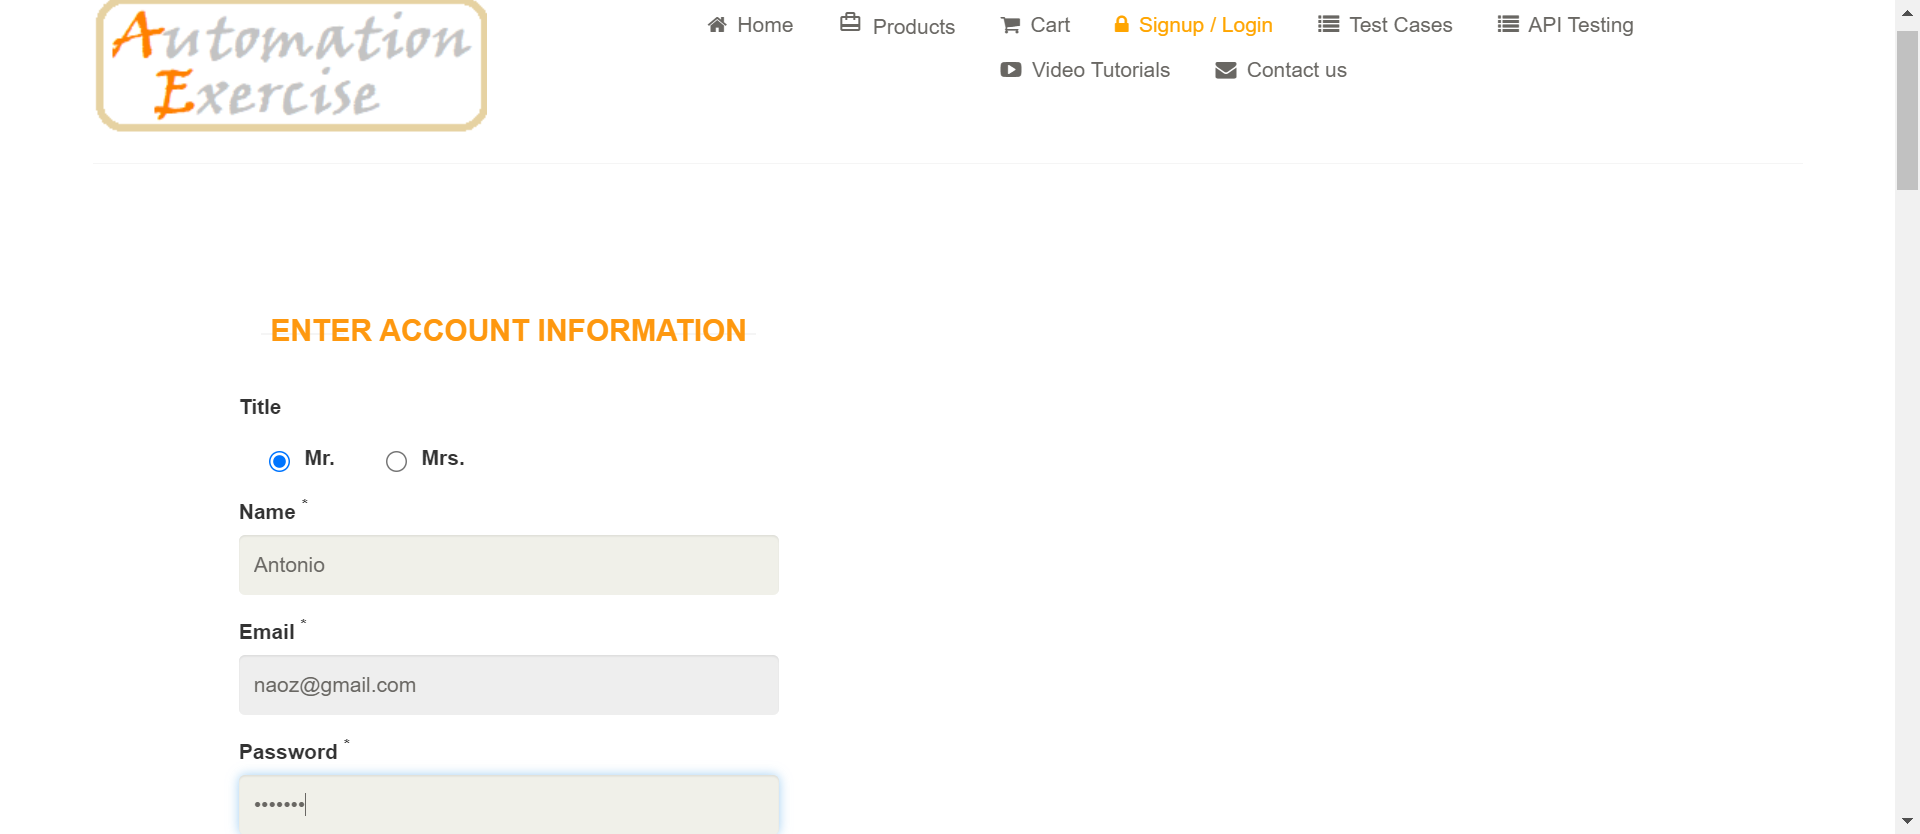 Automation
Exercise
Home
Products
Cart
Signup / Login
Test Cases
API Testing
Video Tutorials
Contact us
ENTER ACCOUNT INFORMATION
Title
Mr.
Mrs.
Name *
Antonio
Email *
naoz@gmail.com
Password *
•••••••